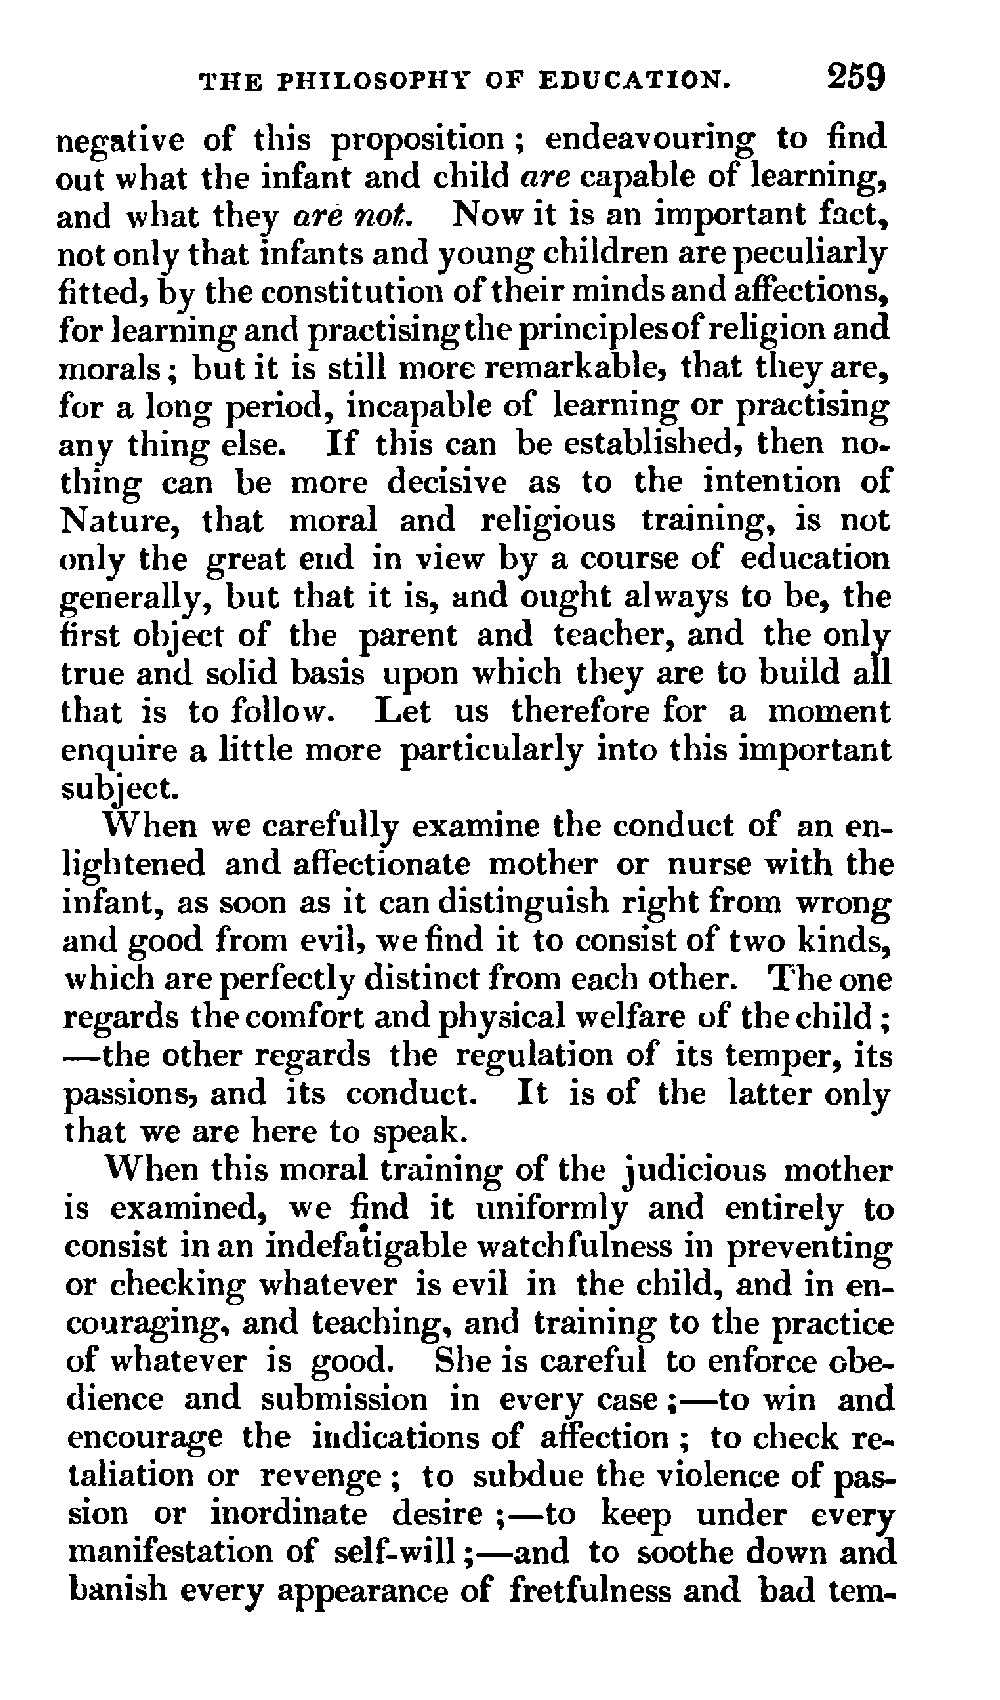 THE PHILOSOPHY OF EDUCATION. 259
negative of this proposition ; endeavouring to find
out what the infant and child are capable of learning,
and what they are not. Now it is an important fact,
not only that infants and young children are peculiarly
fitted, by the constitution of their minds and affections,
for learning and practising the principles of religion and
morals ; but it is still more remarkable, that they are,
for a long period, incapable of learning or practising
any thing else. If this can be established, then no-
thing can be more decisive as to the intention of
Nature, that moral and religious training, is not
only the great end in view by a course of education
generally, but that it is, and ought always to be, the
first object of the parent and teacher, and the only
true and solid basis upon which they are to build all
that is to follow. Let us therefore for a moment
enquire a little more particularly into this important
subject.
When we carefully examine the conduct of an en-
lightened and affectionate mother or nurse with the
infant, as soon as it can distinguish right from wrong
and good from evil, we find it to consist of two kinds,
which are perfectly distinct from each other. The one
regards the comfort and physical welfare of the child ;
—the other regards the regulation of its temper, its
passions, and its conduct. It is of the latter only
that we are here to speak.
When this moral training of the judicious mother
is examined, we find it uniformly and entirely to
consist in an indefatigable watchfulness in preventing
or checking whatever is evil in the child, and in en-
couraging, and teaching, and training to the practice
of whatever is good. She is careful to enforce obe-
dience and submission in every case ;—to win and
encourage the indications of affection ; to check re-
taliation or revenge ; to subdue the violence of pas-
sion or inordinate desire ;—to keep under every
manifestation of self-will ;—and to soothe down and
banish every appearance of fretfulness and bad tem-